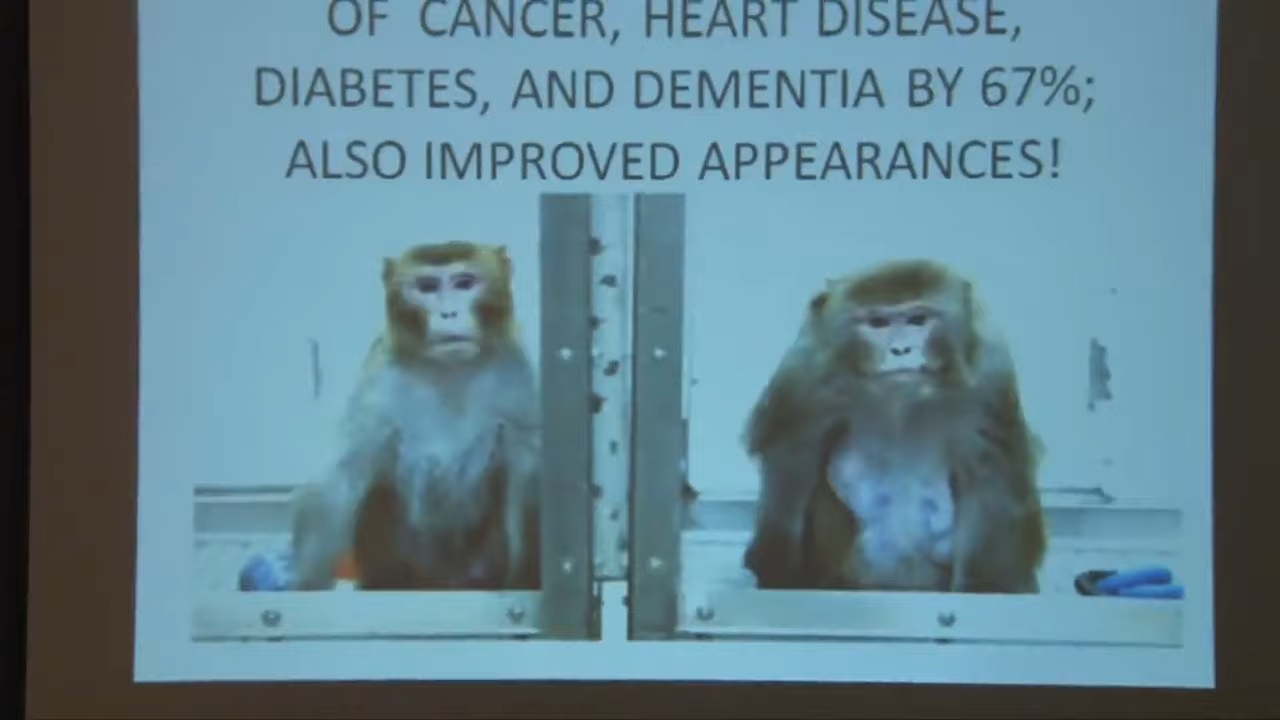 OF CANCER, HEART DISEASE,
DIABETES, AND DEMENTIA BY 67%;
ALSO IMPROVED APPEARANCES!